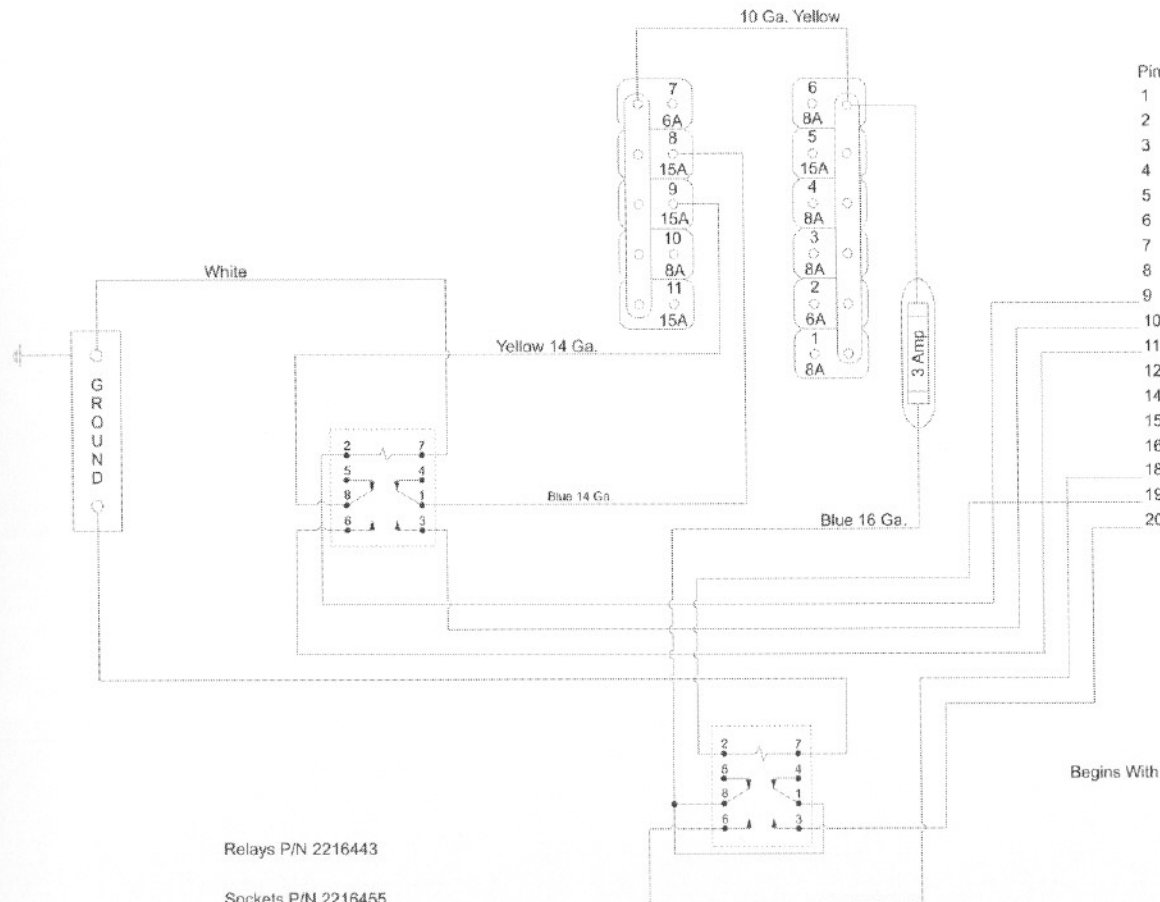 10 Ga. Yellow
7
6A
8
15A
9
15A
10
8A
11
15A
6
8A
5
15A
4
8A
3
8A
2
6A
1
8A
3 Amp
Pin
1
2
3
4
5
6
7
8
9
10
11
12
14
15
16
18
19
20
White
GROUND
Yellow 14 Ga.
2 7
5 4
8 1
6 3
Blue 14 Ga
Blue 16 Ga.
2 7
5 4
8 1
6 3
Begins With
Relays P/N 2216443
Sockets P/N 2216455